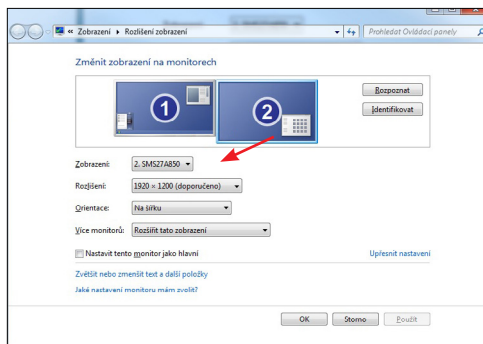 « Zobrazení ▸ Rozlišení zobrazení
Prohledat Ovládací panely
Změnit zobrazení na monitorech
1
2
Rozpoznat
Identifikovat
Zobrazení: 2. SMS27A850
Rozlišení: 1920 × 1200 (doporučeno)
Orientace: Na šířku
Více monitorů: Rozšířit tato zobrazení
Nastavit tento monitor jako hlavní
Upřesnit nastavení
Zvětšit nebo zmenšit text a další položky
Jaké nastavení monitoru mám zvolit?
OK Storno Použít